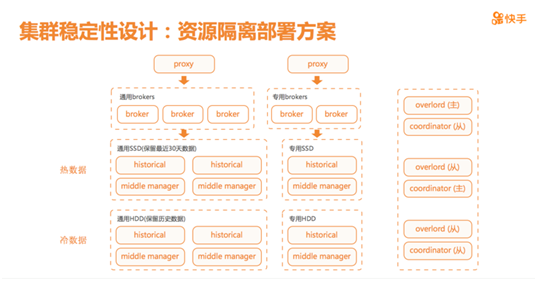 快手
集群稳定性设计：资源隔离部署方案
proxy
proxy
通用brokers
专用brokers
broker
broker
broker
broker
broker
overlord (主)
coordinator (从)
热数据
通用SSD(保留最近30天数据)
专用SSD
historical
historical
historical
middle manager
middle manager
middle manager
overlord (从)
coordinator (主)
冷数据
通用HDD(保留历史数据)
专用HDD
historical
historical
historical
middle manager
middle manager
middle manager
overlord (从)
coordinator (从)